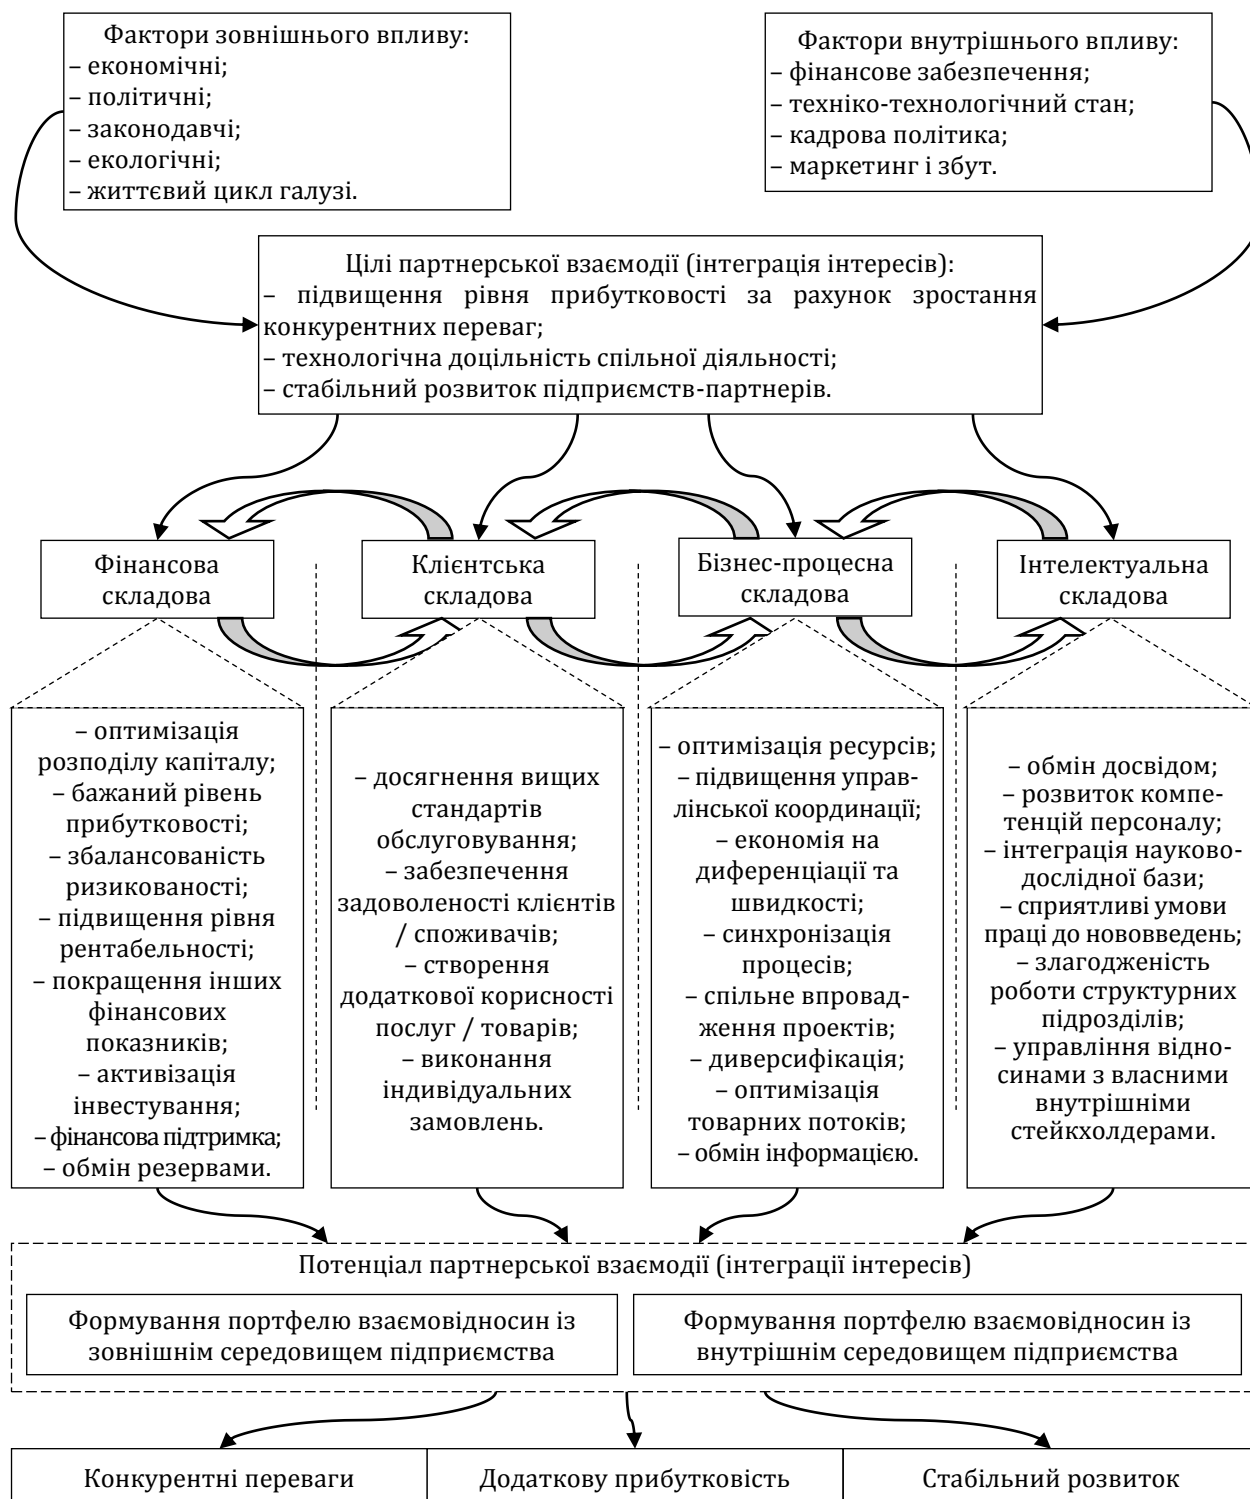 Фактори зовнішнього впливу:
– економічні;
– політичні;
– законодавчі;
– екологічні;
– життєвий цикл галузі.
Фактори внутрішнього впливу:
– фінансове забезпечення;
– техніко-технологічний стан;
– кадрова політика;
– маркетинг і збут.
Цілі партнерської взаємодії (інтеграція інтересів):
– підвищення рівня прибутковості за рахунок зростання
конкурентних переваг;
– технологічна доцільність спільної діяльності;
– стабільний розвиток підприємств-партнерів.
Фінансова
складова
Клієнтська
складова
Бізнес-процесна
складова
Інтелектуальна
складова
– оптимізація
розподілу капіталу;
– бажаний рівень
прибутковості;
– збалансованість
ризикованості;
– підвищення рівня
рентабельності;
– покращення інших
фінансових
показників;
– активізація
інвестування;
– фінансова підтримка;
– обмін резервами.
– досягнення вищих
стандартів
обслуговування;
– забезпечення
задоволеності клієнтів
/ споживачів;
– створення
додаткової корисності
послуг / товарів;
– виконання
індивідуальних
замовлень.
– оптимізація ресурсів;
– підвищення управ-
лінської координації;
– економія на
диференціації та
швидкості;
– синхронізація
процесів;
– спільне впровад-
ження проектів;
– диверсифікація;
– оптимізація
товарних потоків;
– обмін інформацією.
– обмін досвідом;
– розвиток компе-
тенцій персоналу;
– інтеграція науково-
дослідної бази;
– сприятливі умови
праці до нововведень;
– злагодженість
роботи структурних
підрозділів;
– управління відно-
синами з власними
внутрішніми
стейкхолдерами.
Потенціал партнерської взаємодії (інтеграції інтересів)
Формування портфелю взаємовідносин із
зовнішнім середовищем підприємства
Формування портфелю взаємовідносин із
внутрішнім середовищем підприємства
Конкурентні переваги
Додаткову прибутковість
Стабільний розвиток